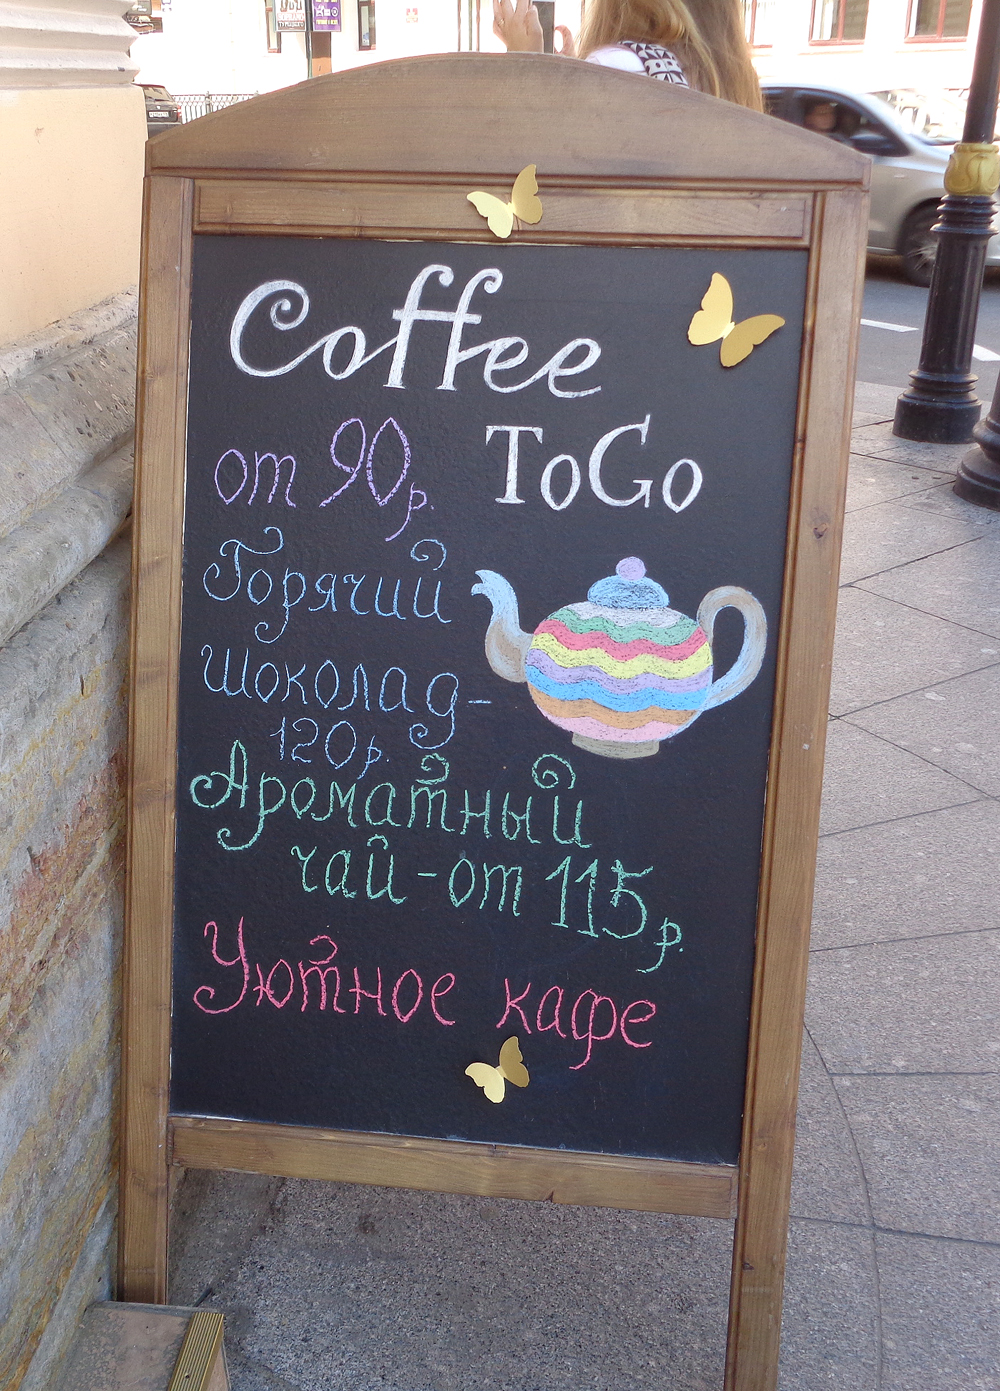 Coffee
ToGo
от 90р.
Горячий
шоколад-
120р.
Ароматный
чай-от 115р.
Уютное кафе